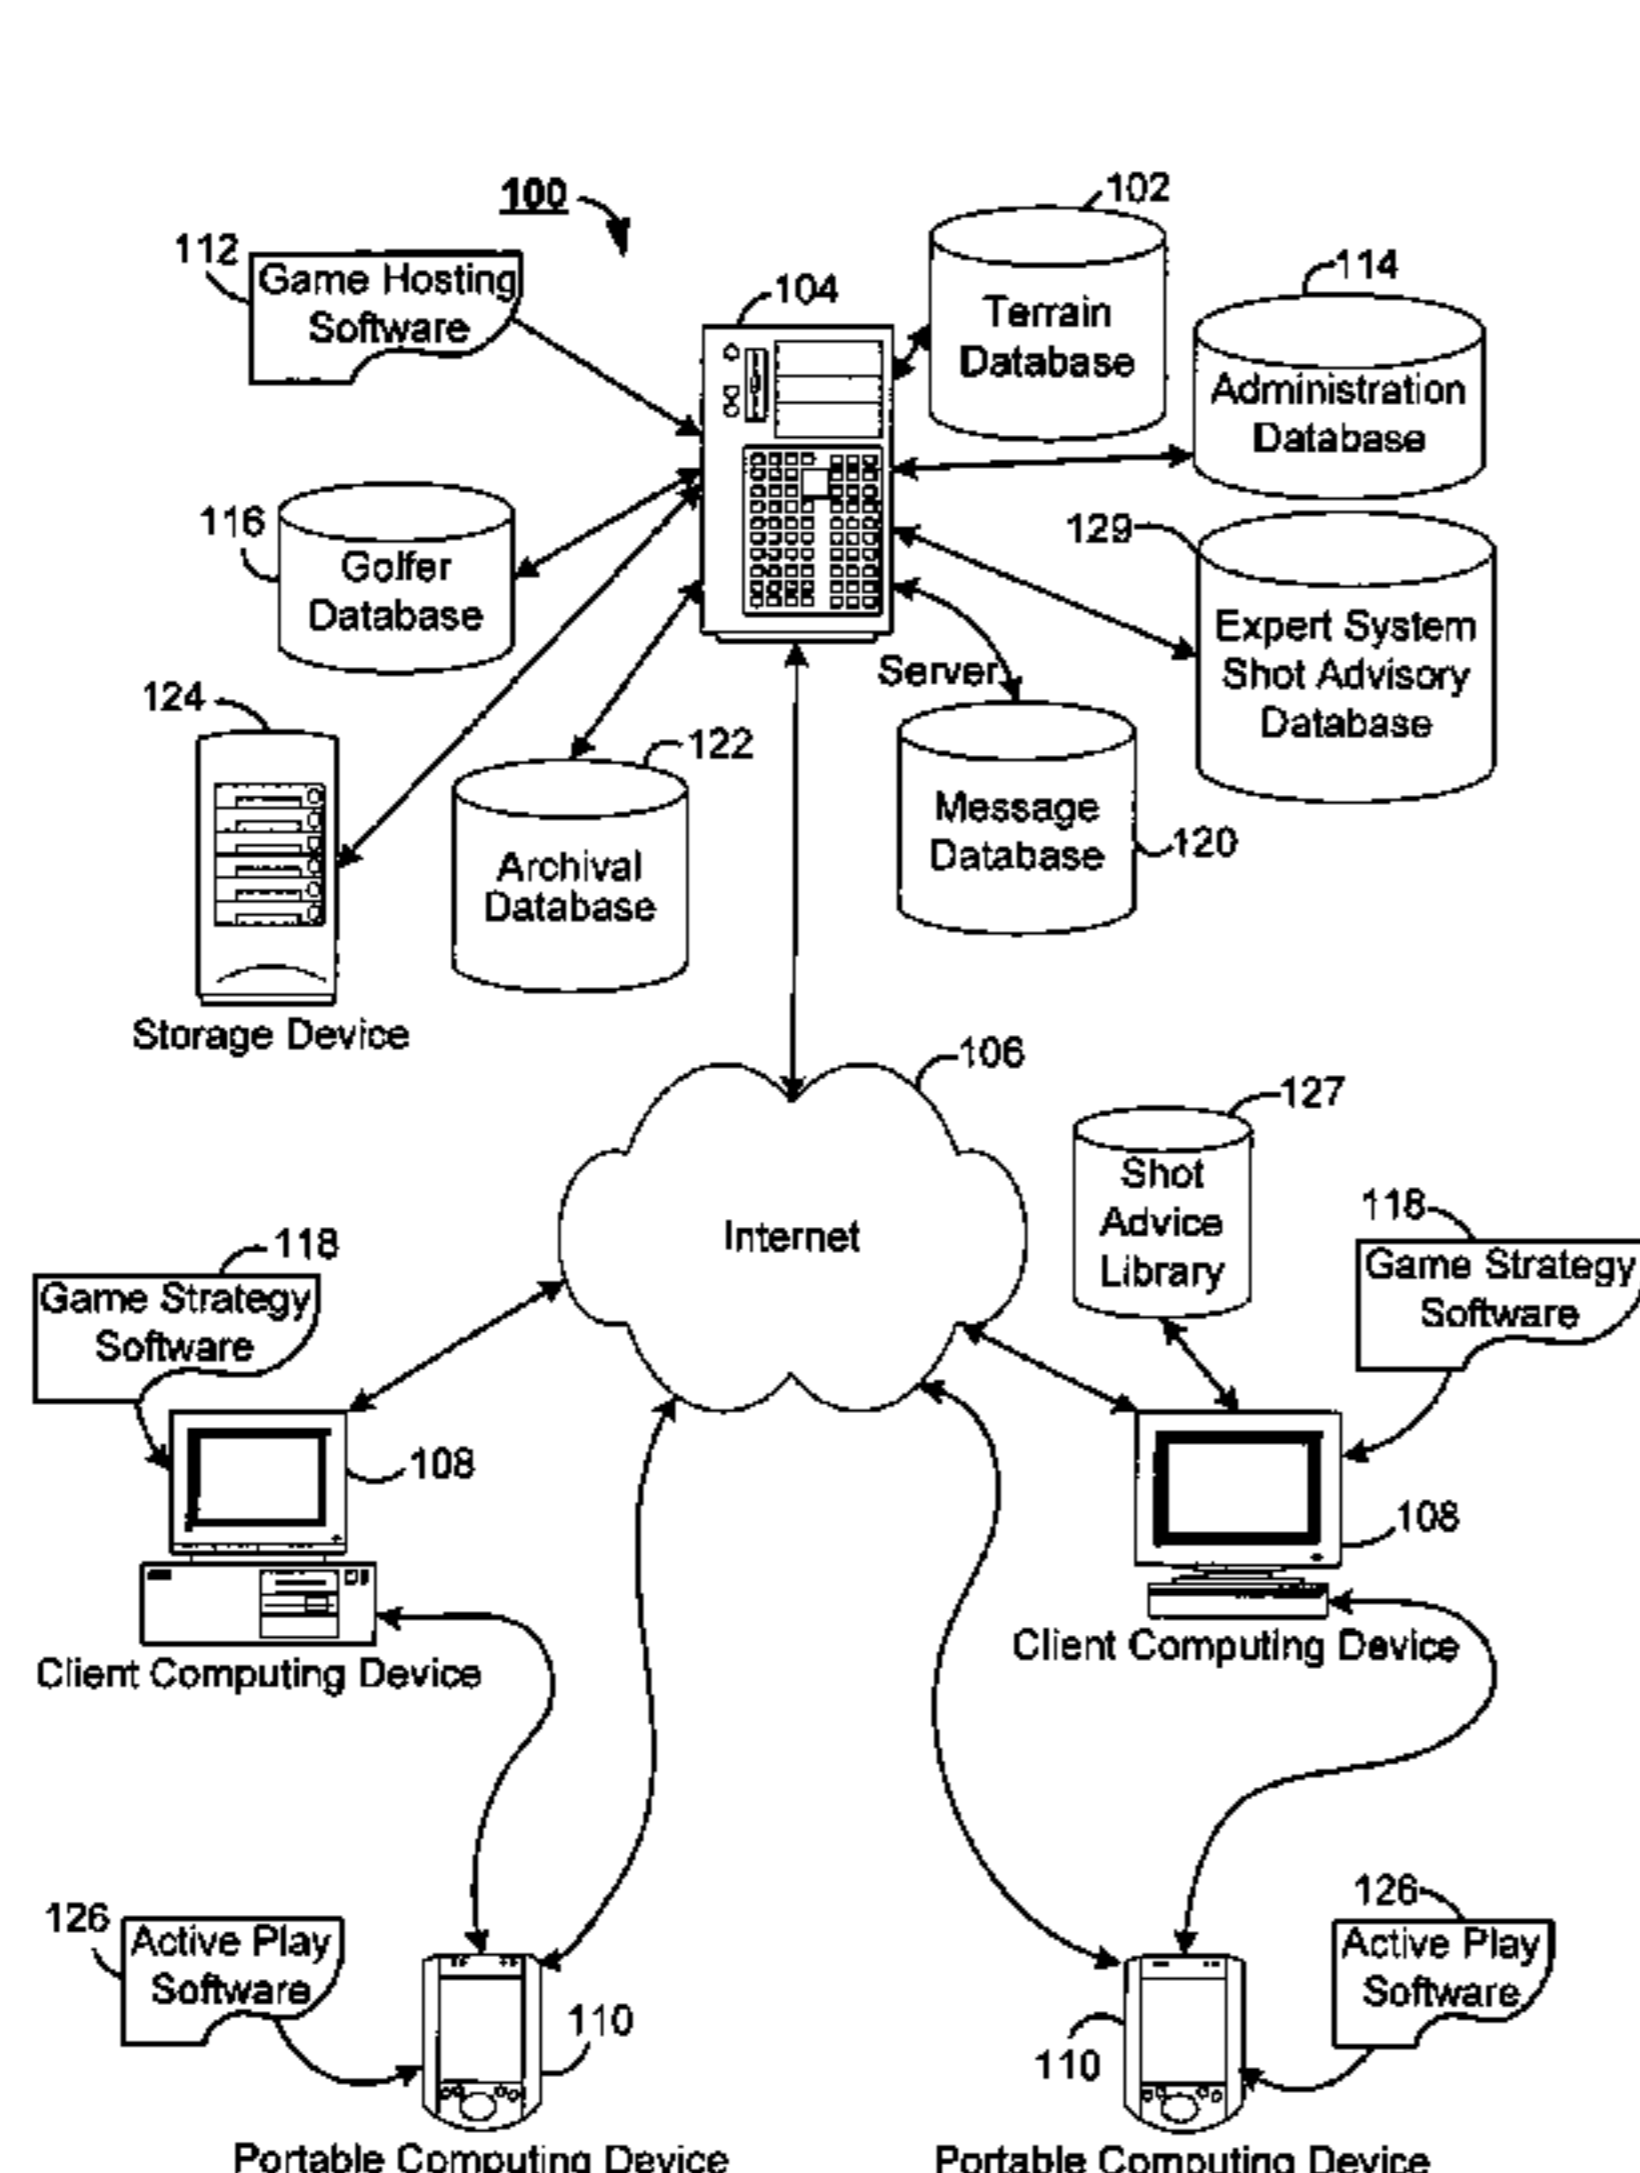 100
102
112
Game Hosting
Software
104
Terrain
Database
114
Administration
Database
116
Golfer
Database
129
Expert System
Shot Advisory
Database
Server
124
Storage Device
122
Archival
Database
Message
Database
120
106
Internet
127
Shot
Advice
Library
118
Game Strategy
Software
118
Game Strategy
Software
108
Client Computing Device
108
Client Computing Device
126
Active Play
Software
110
Portable Computing Device
126
Active Play
Software
110
Portable Computing Device